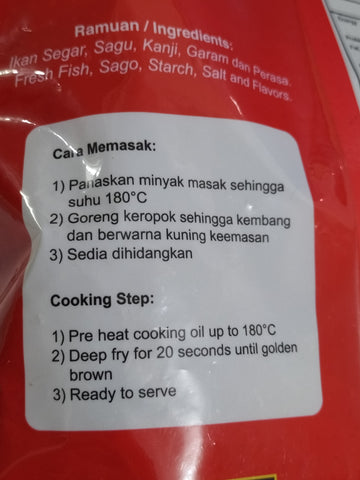 Ramuan / Ingredients:
Ikan Segar, Sagu, Kanji, Garam dan Perasa.
Fresh Fish, Sago, Starch, Salt and Flavors.
Cara Memasak:
1) Panaskan minyak masak sehingga
suhu 180°C
2) Goreng keropok sehingga kembang
dan berwarna kuning keemasan
3) Sedia dihidangkan
Cooking Step:
1) Pre heat cooking oil up to 180°C
2) Deep fry for 20 seconds until golden
brown
3) Ready to serve